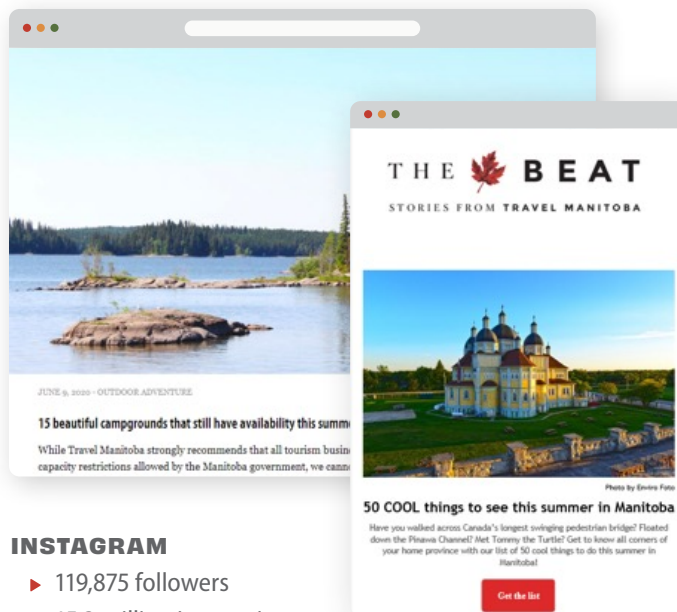 JUNE 9, 2020 - OUTDOOR ADVENTURE
15 beautiful campgrounds that still have availability this
While Travel Manitoba strongly recommends that all tourism
capacity restrictions allowed by the Manitoba government, we
THE BEAT
STORIES FROM TRAVEL MANITOBA
Photo by Enviro Foto
50 COOL things to see this summer in Manitoba
Have you walked across Canada's longest swinging pedestrian bridge? Floated
down the Pinawa Channel? Met Tommy the Turtle? Get to know all corners of
your home province with our list of 50 cool things to do this summer in
Manitoba!
Get the list
INSTAGRAM
▸ 119,875 followers